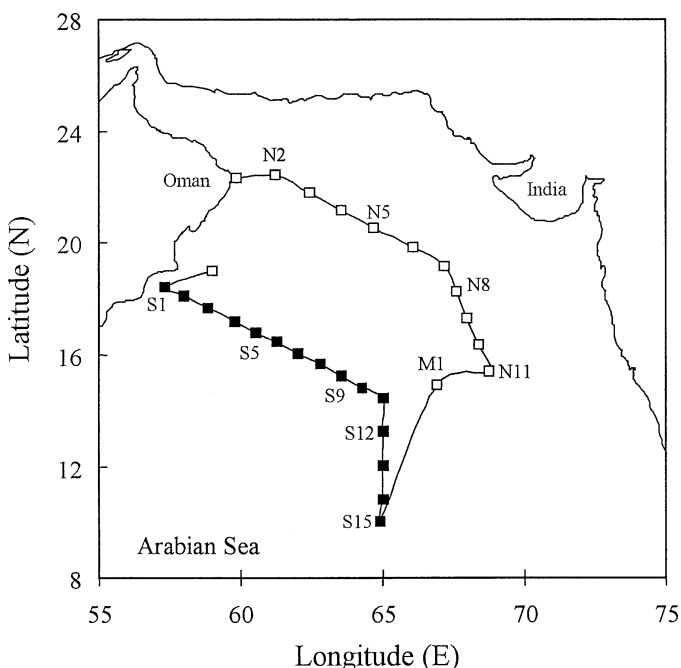 28
24
20
16
12
8
Latitude (N)
N2
Oman
India
N5
N8
S1
S5
M1
N11
S9
S12
S15
Arabian Sea
55
60
65
70
75
Longitude (E)